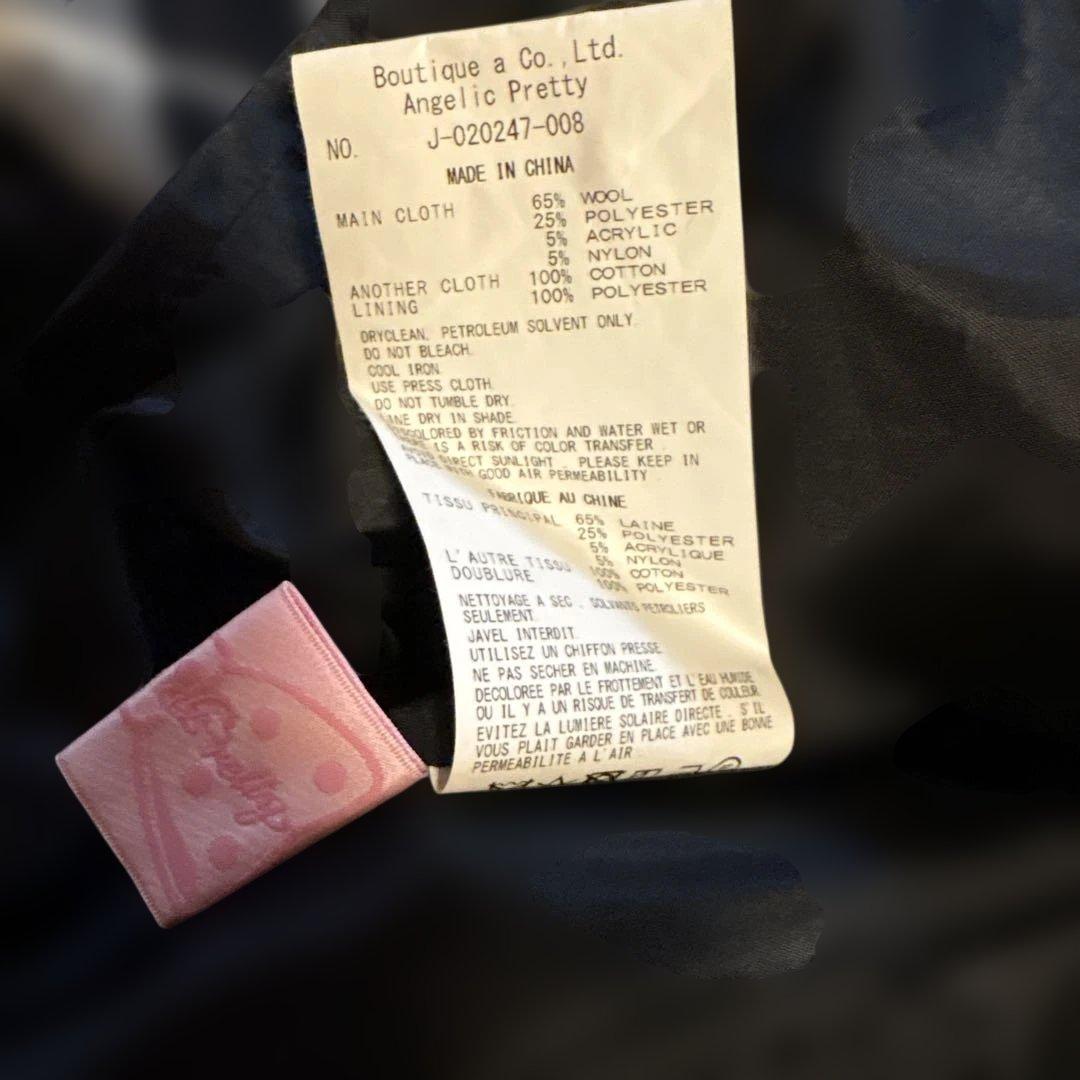 Boutique a Co.,Ltd.
Angelic Pretty
NO. J-020247-008
MADE IN CHINA
MAIN CLOTH 65% WOOL
25% POLYESTER
5% ACRYLIC
5% NYLON
ANOTHER CLOTH 100% COTTON
LINING 100% POLYESTER
DRYCLEAN, PETROLEUM SOLVENT ONLY.
DO NOT BLEACH.
COOL IRON.
USE PRESS CLOTH.
DO NOT TUMBLE DRY.
LINE DRY IN SHADE.
DISCOLORED BY FRICTION AND WATER WET OR
IS A RISK OF COLOR TRANSFER .
DIRECT SUNLIGHT . PLEASE KEEP IN
PLACE WITH GOOD AIR PERMEABILITY .
FABRIQUE AU CHINE
TISSU PRINCIPAL 65% LAINE
25% POLYESTER
5% ACRYLIQUE
5% NYLON
L'AUTRE TISSU 100% COTON
DOUBLURE 100% POLYESTER
NETTOYAGE A SEC . SOLVANTS PETROLIERS
SEULEMENT.
JAVEL INTERDIT.
UTILISEZ UN CHIFFON PRESSE.
NE PAS SECHER EN MACHINE.
DECOLOREE PAR LE FROTTEMENT ET L'EAU HUMIDE
OU IL Y A UN RISQUE DE TRANSFERT DE COULEUR.
EVITEZ LA LUMIERE SOLAIRE DIRECTE . S'IL
VOUS PLAIT GARDER EN PLACE AVEC UNE BONNE
PERMEABILITE A L'AIR .